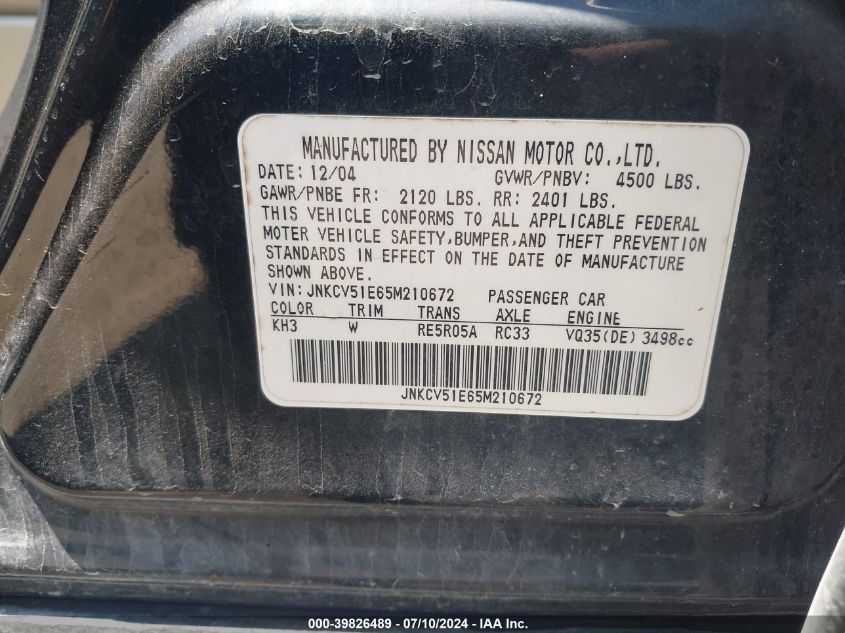 MANUFACTURED BY NISSAN MOTOR CO.,LTD.
DATE: 12/04 GVWR/PNBV: 4500 LBS.
GAWR/PNBE FR: 2120 LBS. RR: 2401 LBS.
THIS VEHICLE CONFORMS TO ALL APPLICABLE FEDERAL
MOTER VEHICLE SAFETY,BUMPER,AND THEFT PREVENTION
STANDARDS IN EFFECT ON THE DATE OF MANUFACTURE
SHOWN ABOVE.
VIN: JNKCV51E65M210672 PASSENGER CAR
COLOR TRIM TRANS AXLE ENGINE
KH3 W RE5R05A RC33 VQ35(DE) 3498cc
JNKCV51E65M210672
000-39826489 - 07/10/2024 - IAA Inc.